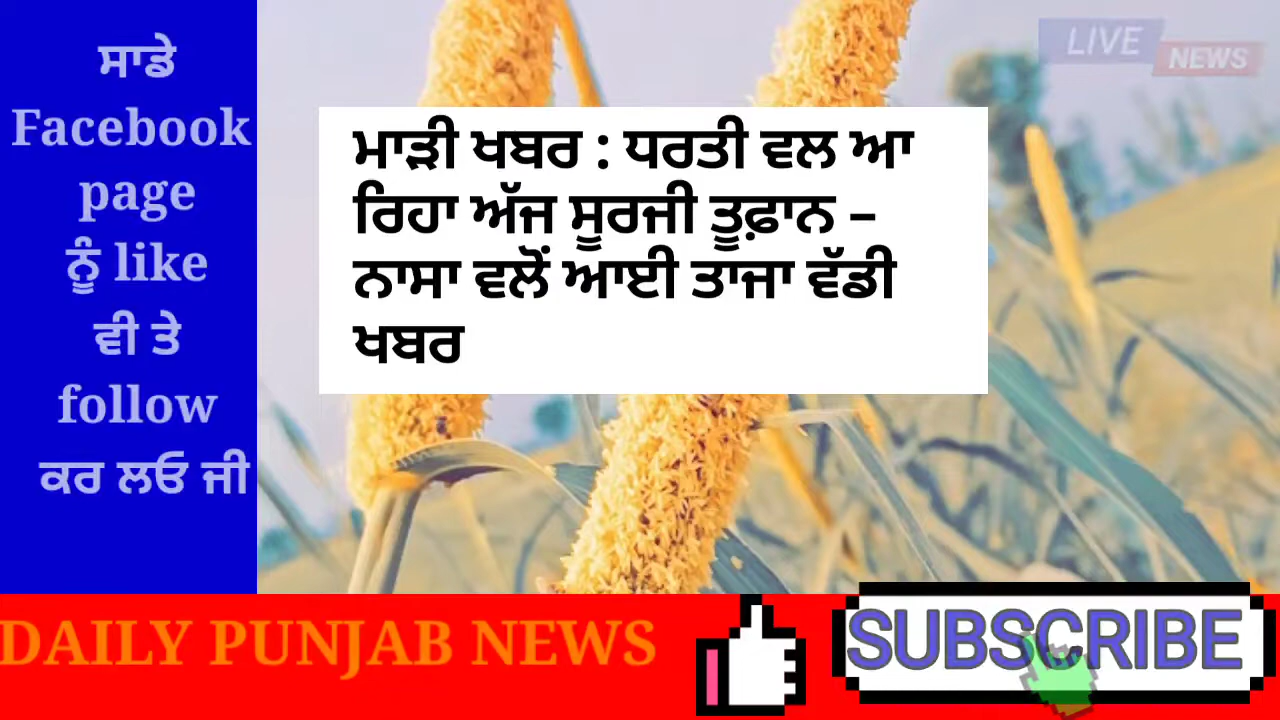 ਸਾਡੇ
Facebook
page
ਨੂੰ like
ਵੀ ਤੇ
follow
ਕਰ ਲਓ ਜੀ
LIVE
NEWS
ਮਾੜੀ ਖਬਰ : ਧਰਤੀ ਵਲ ਆ
ਰਿਹਾ ਅੱਜ ਸੂਰਜੀ ਤੂਫ਼ਾਨ –
ਨਾਸਾ ਵਲੋਂ ਆਈ ਤਾਜਾ ਵੱਡੀ
ਖਬਰ
DAILY PUNJAB NEWS
SUBSCRIBE